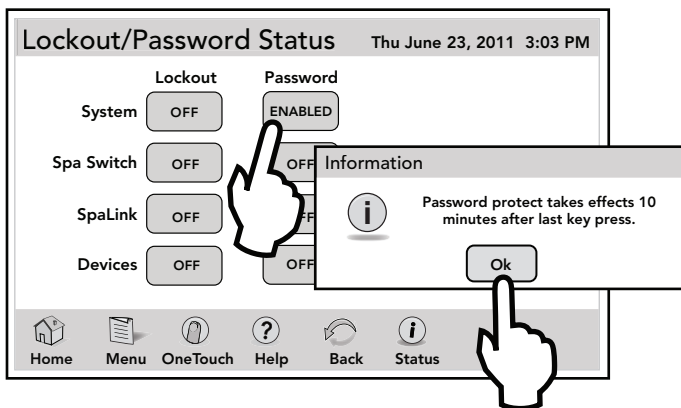 Lockout/Password Status Thu June 23, 2011 3:03 PM
Lockout Password
System OFF ENABLED
Spa Switch OFF OFF
Information
Password protect takes effects 10
minutes after last key press.
SpaLink OFF
Ok
Devices OFF OFF
Home Menu OneTouch Help Back Status